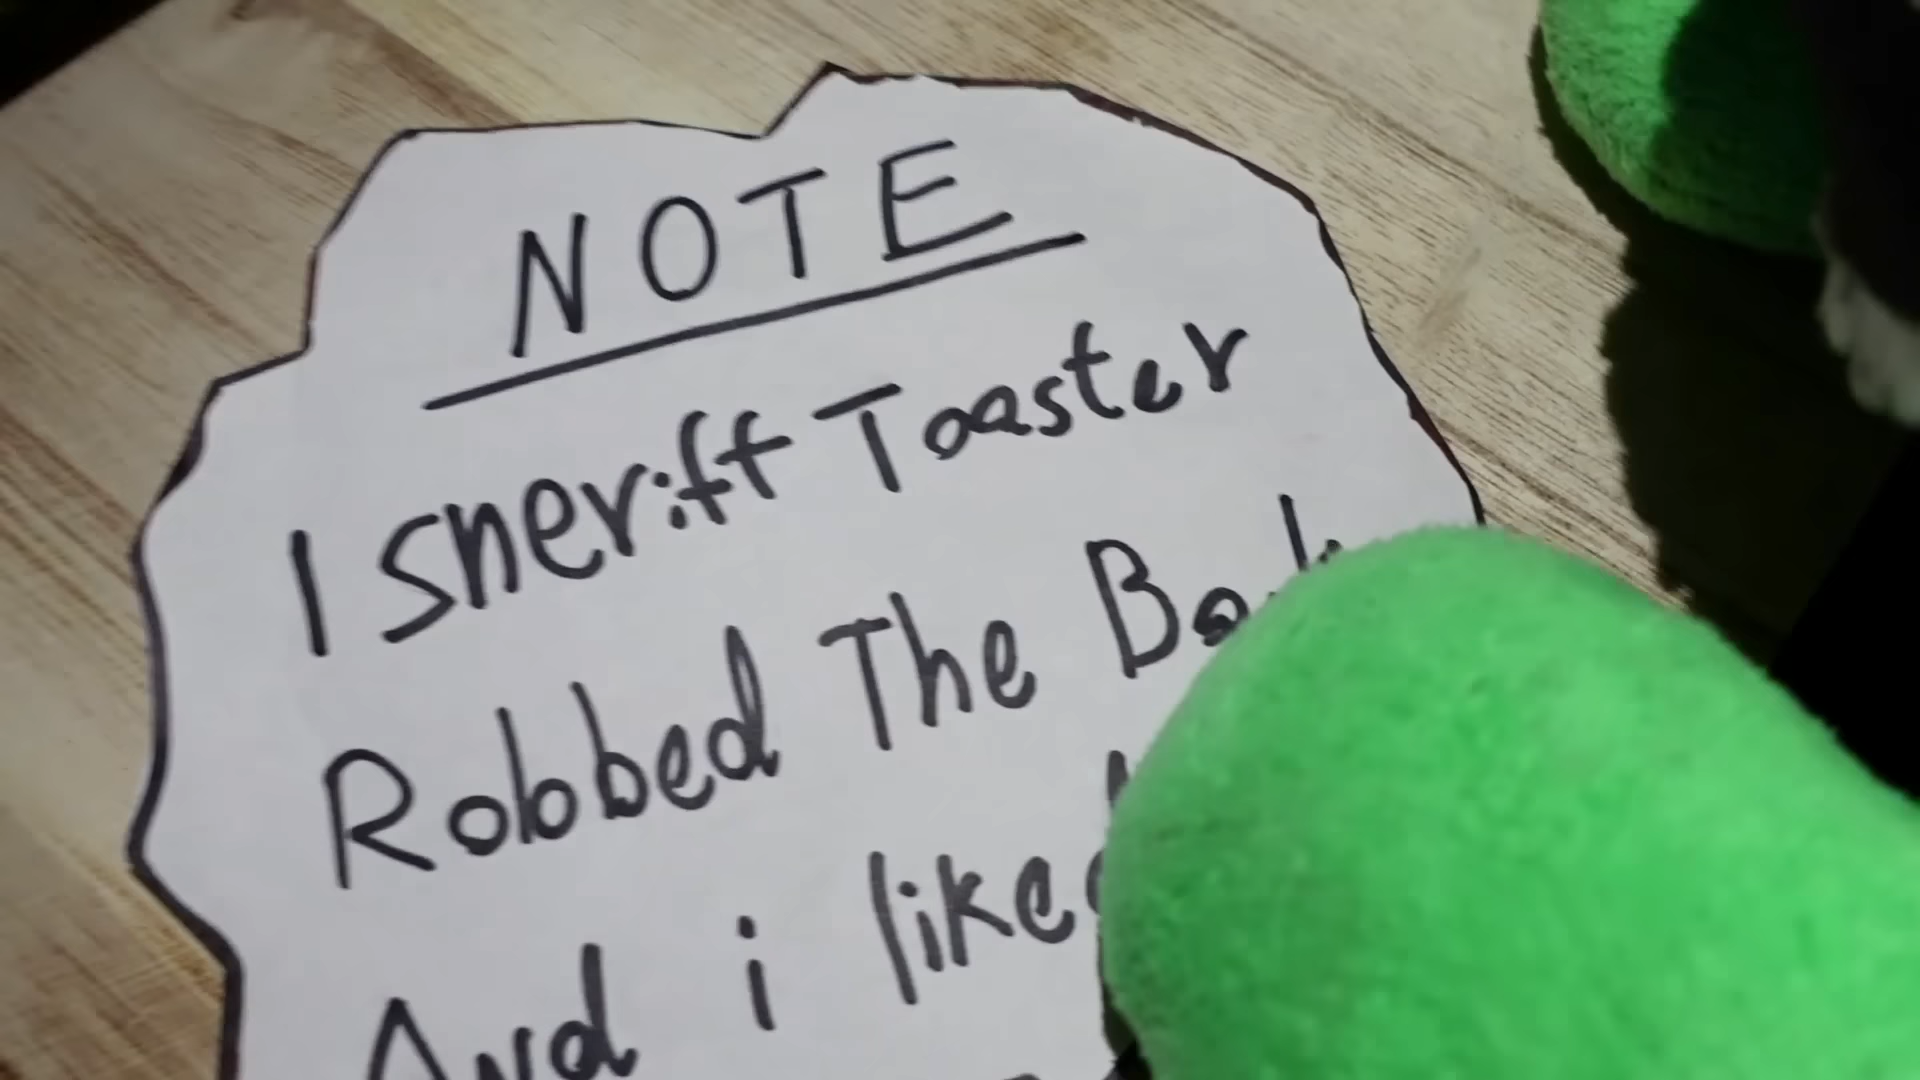 NOTE
I sheriff Toaster
Robbed The
And i